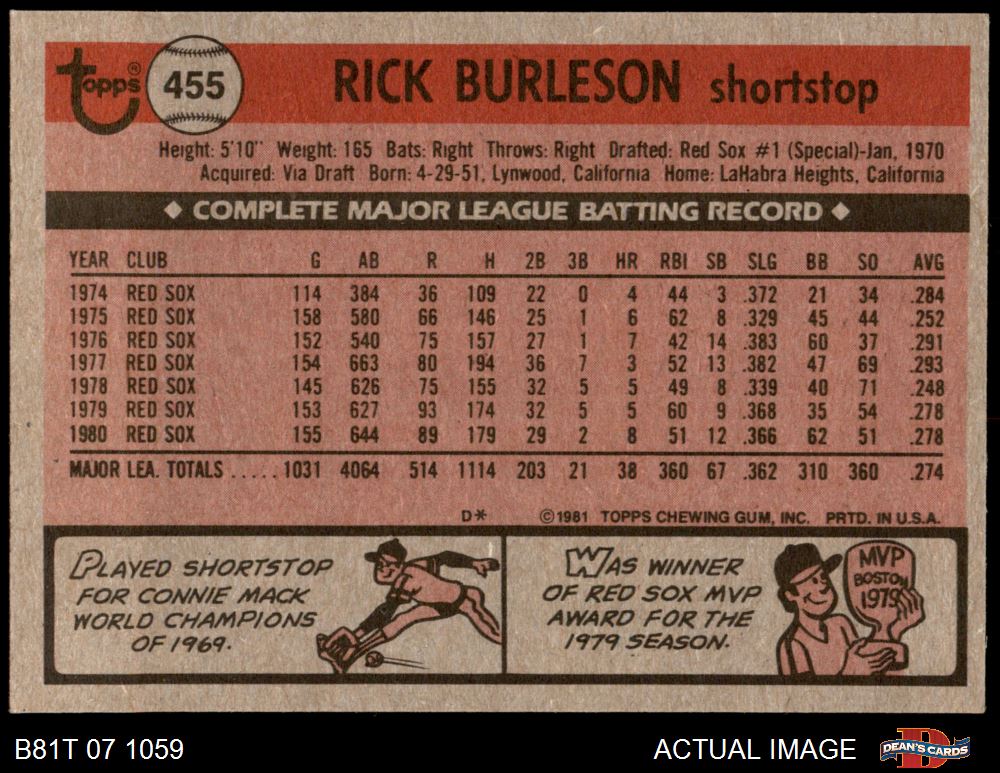 topps® 455 RICK BURLESON shortstop
Height: 5'10" Weight: 165 Bats: Right Throws: Right Drafted: Red Sox #1 (Special)-Jan, 1970
Acquired: Via Draft Born: 4-29-51, Lynwood, California Home: LaHabra Heights, California
◆ COMPLETE MAJOR LEAGUE BATTING RECORD ◆
YEAR CLUB G AB R H 2B 3B HR RBI SB SLG BB SO AVG
1974 RED SOX 114 384 36 109 22 0 4 44 3 .372 21 34 .284
1975 RED SOX 158 580 66 146 25 1 6 62 8 .329 45 44 .252
1976 RED SOX 152 540 75 157 27 1 7 42 14 .383 60 37 .291
1977 RED SOX 154 663 80 194 36 7 3 52 13 .382 47 69 .293
1978 RED SOX 145 626 75 155 32 5 5 49 8 .339 40 71 .248
1979 RED SOX 153 627 93 174 32 5 5 60 9 .368 35 54 .278
1980 RED SOX 155 644 89 179 29 2 8 51 12 .366 62 51 .278
MAJOR LEA. TOTALS ..... 1031 4064 514 1114 203 21 38 360 67 .362 310 360 .274
D* ©1981 TOPPS CHEWING GUM, INC. PRTD. IN U.S.A.
PLAYED SHORTSTOP
FOR CONNIE MACK
WORLD CHAMPIONS
OF 1969.
WAS WINNER
OF RED SOX MVP
AWARD FOR THE
1979 SEASON.
MVP
BOSTON
1979
B81T 07 1059 ACTUAL IMAGE DEAN'S CARDS